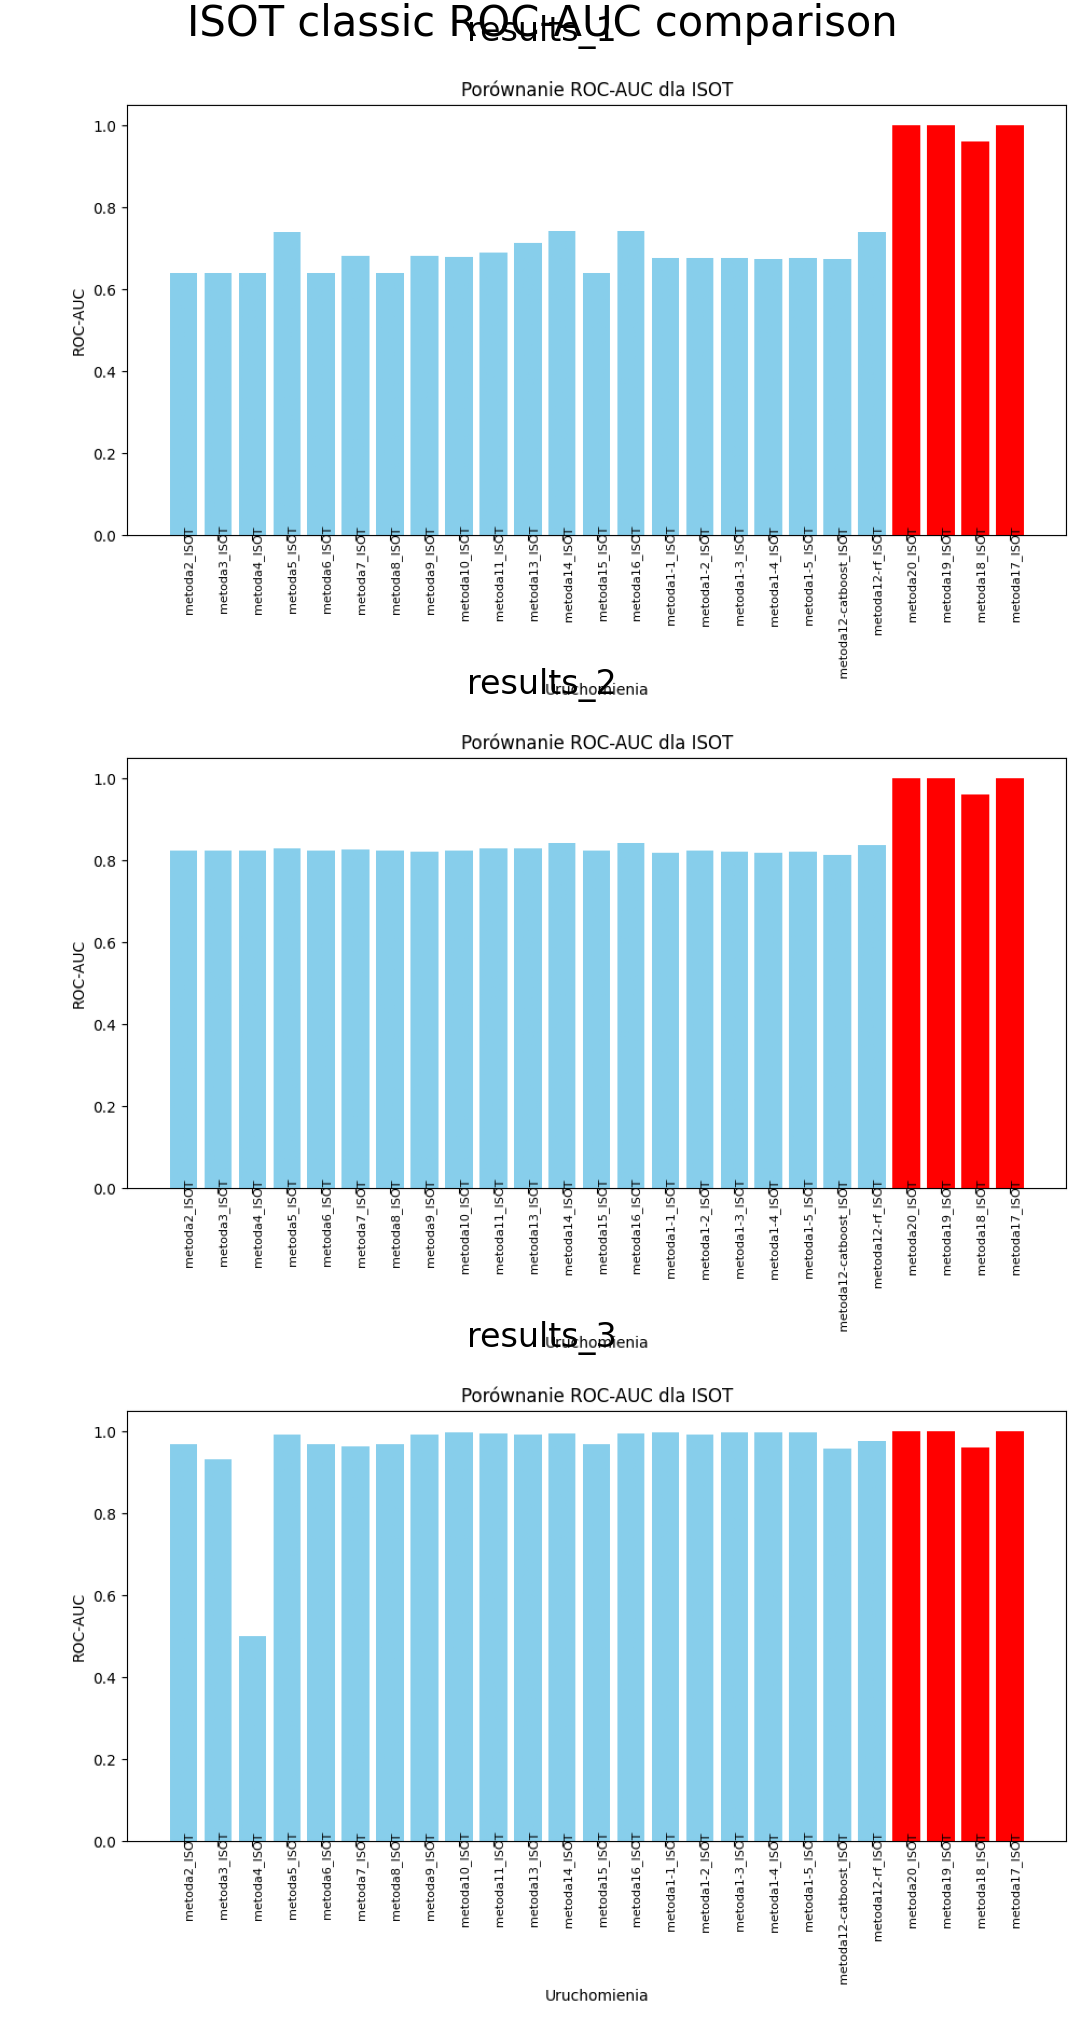 ISOT classic ROC-AUC comparison
results_1
Porównanie ROC-AUC dla ISOT
ROC-AUC
1.0
0.8
0.6
0.4
0.2
0.0
metoda2_ISOT
metoda3_ISOT
metoda4_ISOT
metoda5_ISOT
metoda6_ISOT
metoda7_ISOT
metoda8_ISOT
metoda9_ISOT
metoda10_ISOT
metoda11_ISOT
metoda13_ISOT
metoda14_ISOT
metoda15_ISOT
metoda16_ISOT
metoda1-1_ISOT
metoda1-2_ISOT
metoda1-3_ISOT
metoda1-4_ISOT
metoda1-5_ISOT
metoda12-catboost_ISOT
metoda12-rf_ISOT
metoda20_ISOT
metoda19_ISOT
metoda18_ISOT
metoda17_ISOT
Uruchomienia
results_2
Porównanie ROC-AUC dla ISOT
ROC-AUC
1.0
0.8
0.6
0.4
0.2
0.0
metoda2_ISOT
metoda3_ISOT
metoda4_ISOT
metoda5_ISOT
metoda6_ISOT
metoda7_ISOT
metoda8_ISOT
metoda9_ISOT
metoda10_ISOT
metoda11_ISOT
metoda13_ISOT
metoda14_ISOT
metoda15_ISOT
metoda16_ISOT
metoda1-1_ISOT
metoda1-2_ISOT
metoda1-3_ISOT
metoda1-4_ISOT
metoda1-5_ISOT
metoda12-catboost_ISOT
metoda12-rf_ISOT
metoda20_ISOT
metoda19_ISOT
metoda18_ISOT
metoda17_ISOT
Uruchomienia
results_3
Porównanie ROC-AUC dla ISOT
ROC-AUC
1.0
0.8
0.6
0.4
0.2
0.0
metoda2_ISOT
metoda3_ISOT
metoda4_ISOT
metoda5_ISOT
metoda6_ISOT
metoda7_ISOT
metoda8_ISOT
metoda9_ISOT
metoda10_ISOT
metoda11_ISOT
metoda13_ISOT
metoda14_ISOT
metoda15_ISOT
metoda16_ISOT
metoda1-1_ISOT
metoda1-2_ISOT
metoda1-3_ISOT
metoda1-4_ISOT
metoda1-5_ISOT
metoda12-catboost_ISOT
metoda12-rf_ISOT
metoda20_ISOT
metoda19_ISOT
metoda18_ISOT
metoda17_ISOT
Uruchomienia